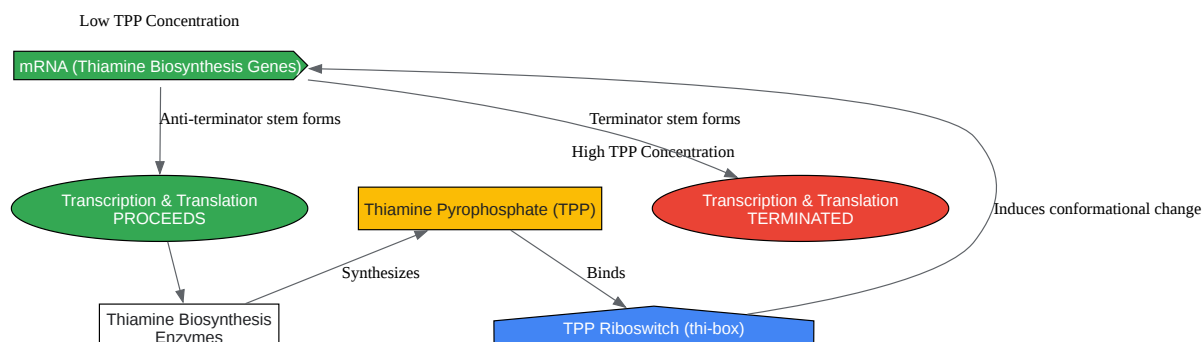 Low TPP Concentration
mRNA (Thiamine Biosynthesis Genes)
Anti-terminator stem forms
Terminator stem forms
High TPP Concentration
Transcription & Translation
PROCEEDS
Thiamine Pyrophosphate (TPP)
Transcription & Translation
TERMINATED
Induces conformational change
Synthesizes
Binds
Thiamine Biosynthesis
Enzymes
TPP Riboswitch (thi-box)